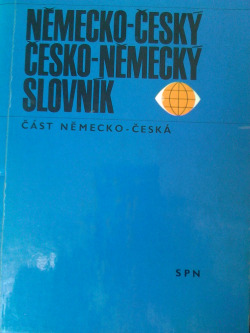 NĚMECKO-ČESKÝ
ČESKO-NĚMECKÝ
SLOVNÍK
ČÁST NĚMECKO-ČESKÁ
SPN